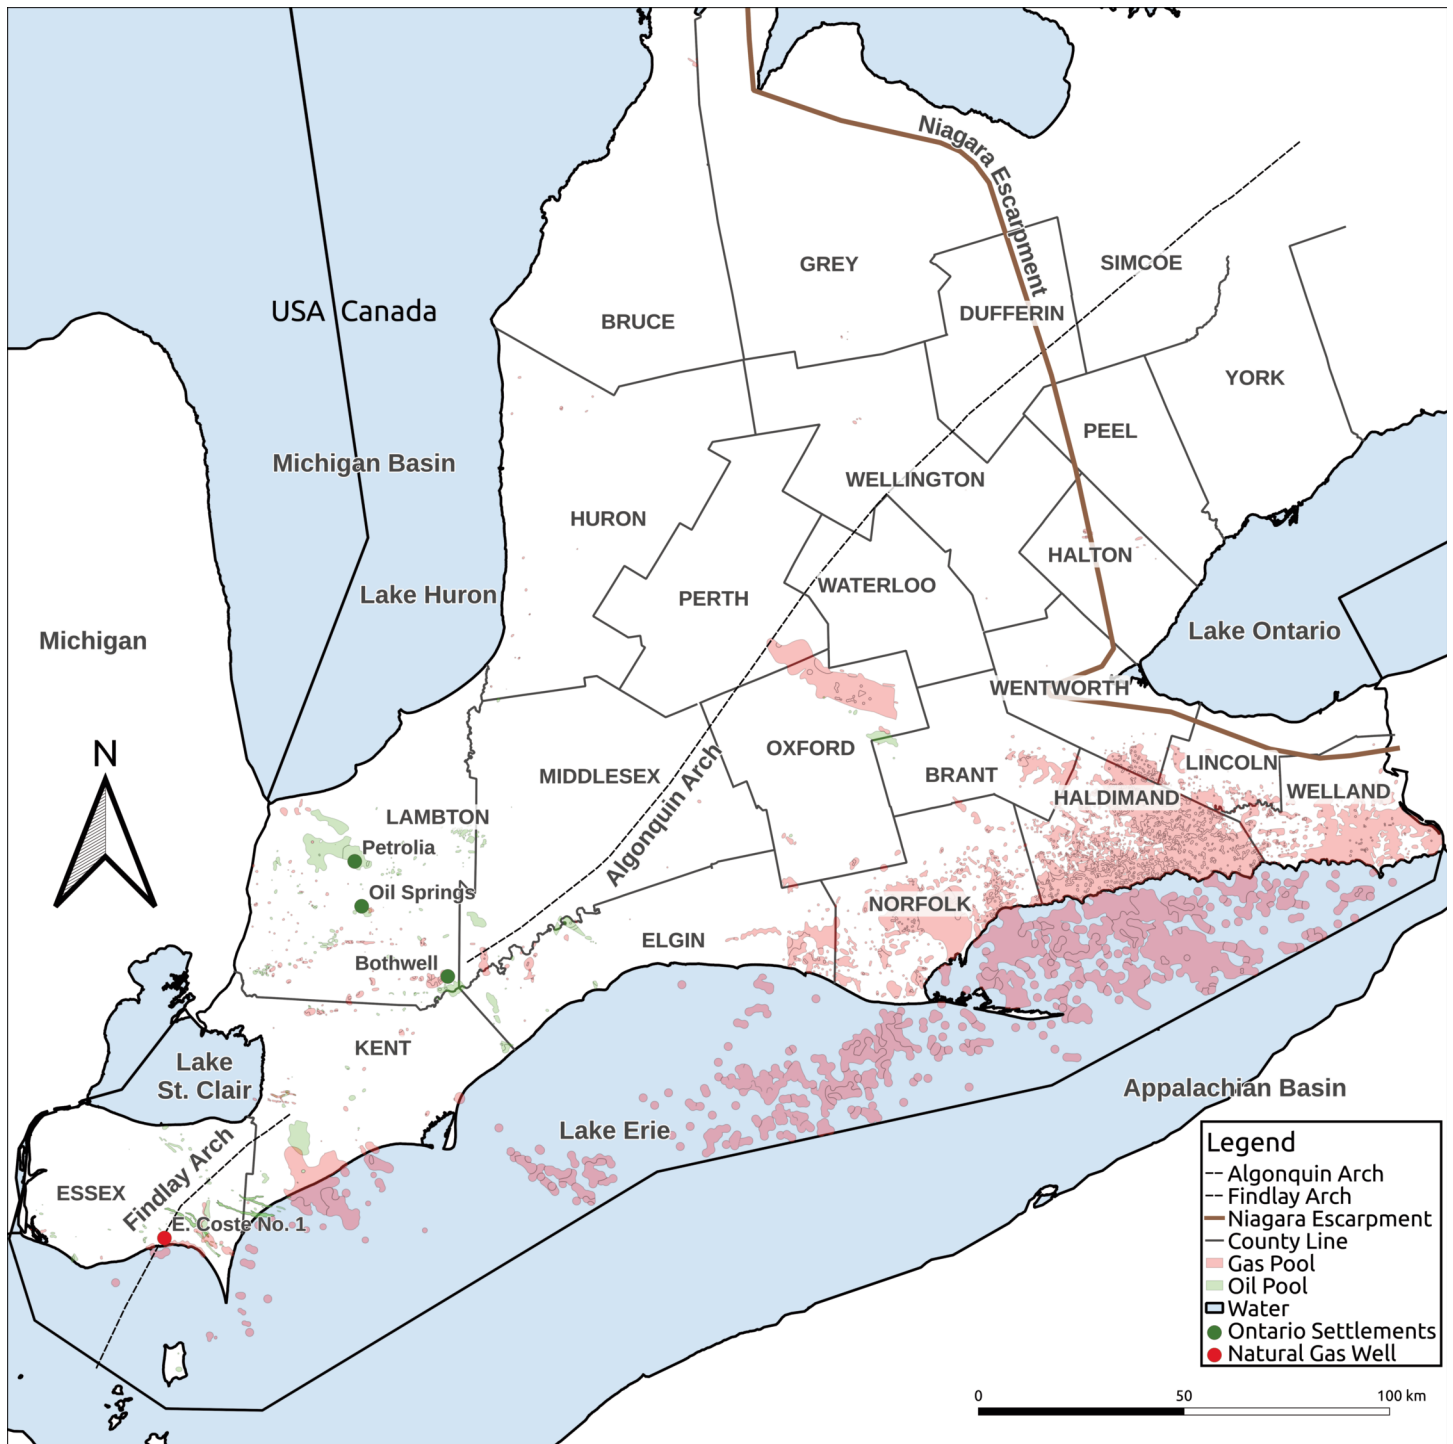 Niagara Escarpment
GREY
SIMCOE
USA
Canada
BRUCE
DUFFERIN
YORK
PEEL
Michigan Basin
WELLINGTON
HURON
HALTON
Lake Huron
PERTH
WATERLOO
Michigan
Lake Ontario
WENTWORTH
N
OXFORD
LINCOLN
MIDDLESEX
BRANT
WELLAND
HALDIMAND
Algonquin Arch
LAMBTON
Petrolia
Oil Springs
NORFOLK
ELGIN
Bothwell
KENT
Lake
St. Clair
Appalachian Basin
Lake Erie
Findlay Arch
ESSEX
E. Coste No. 1
Legend
Algonquin Arch
Findlay Arch
Niagara Escarpment
County Line
Gas Pool
Oil Pool
Water
Ontario Settlements
Natural Gas Well
0 50 100 km